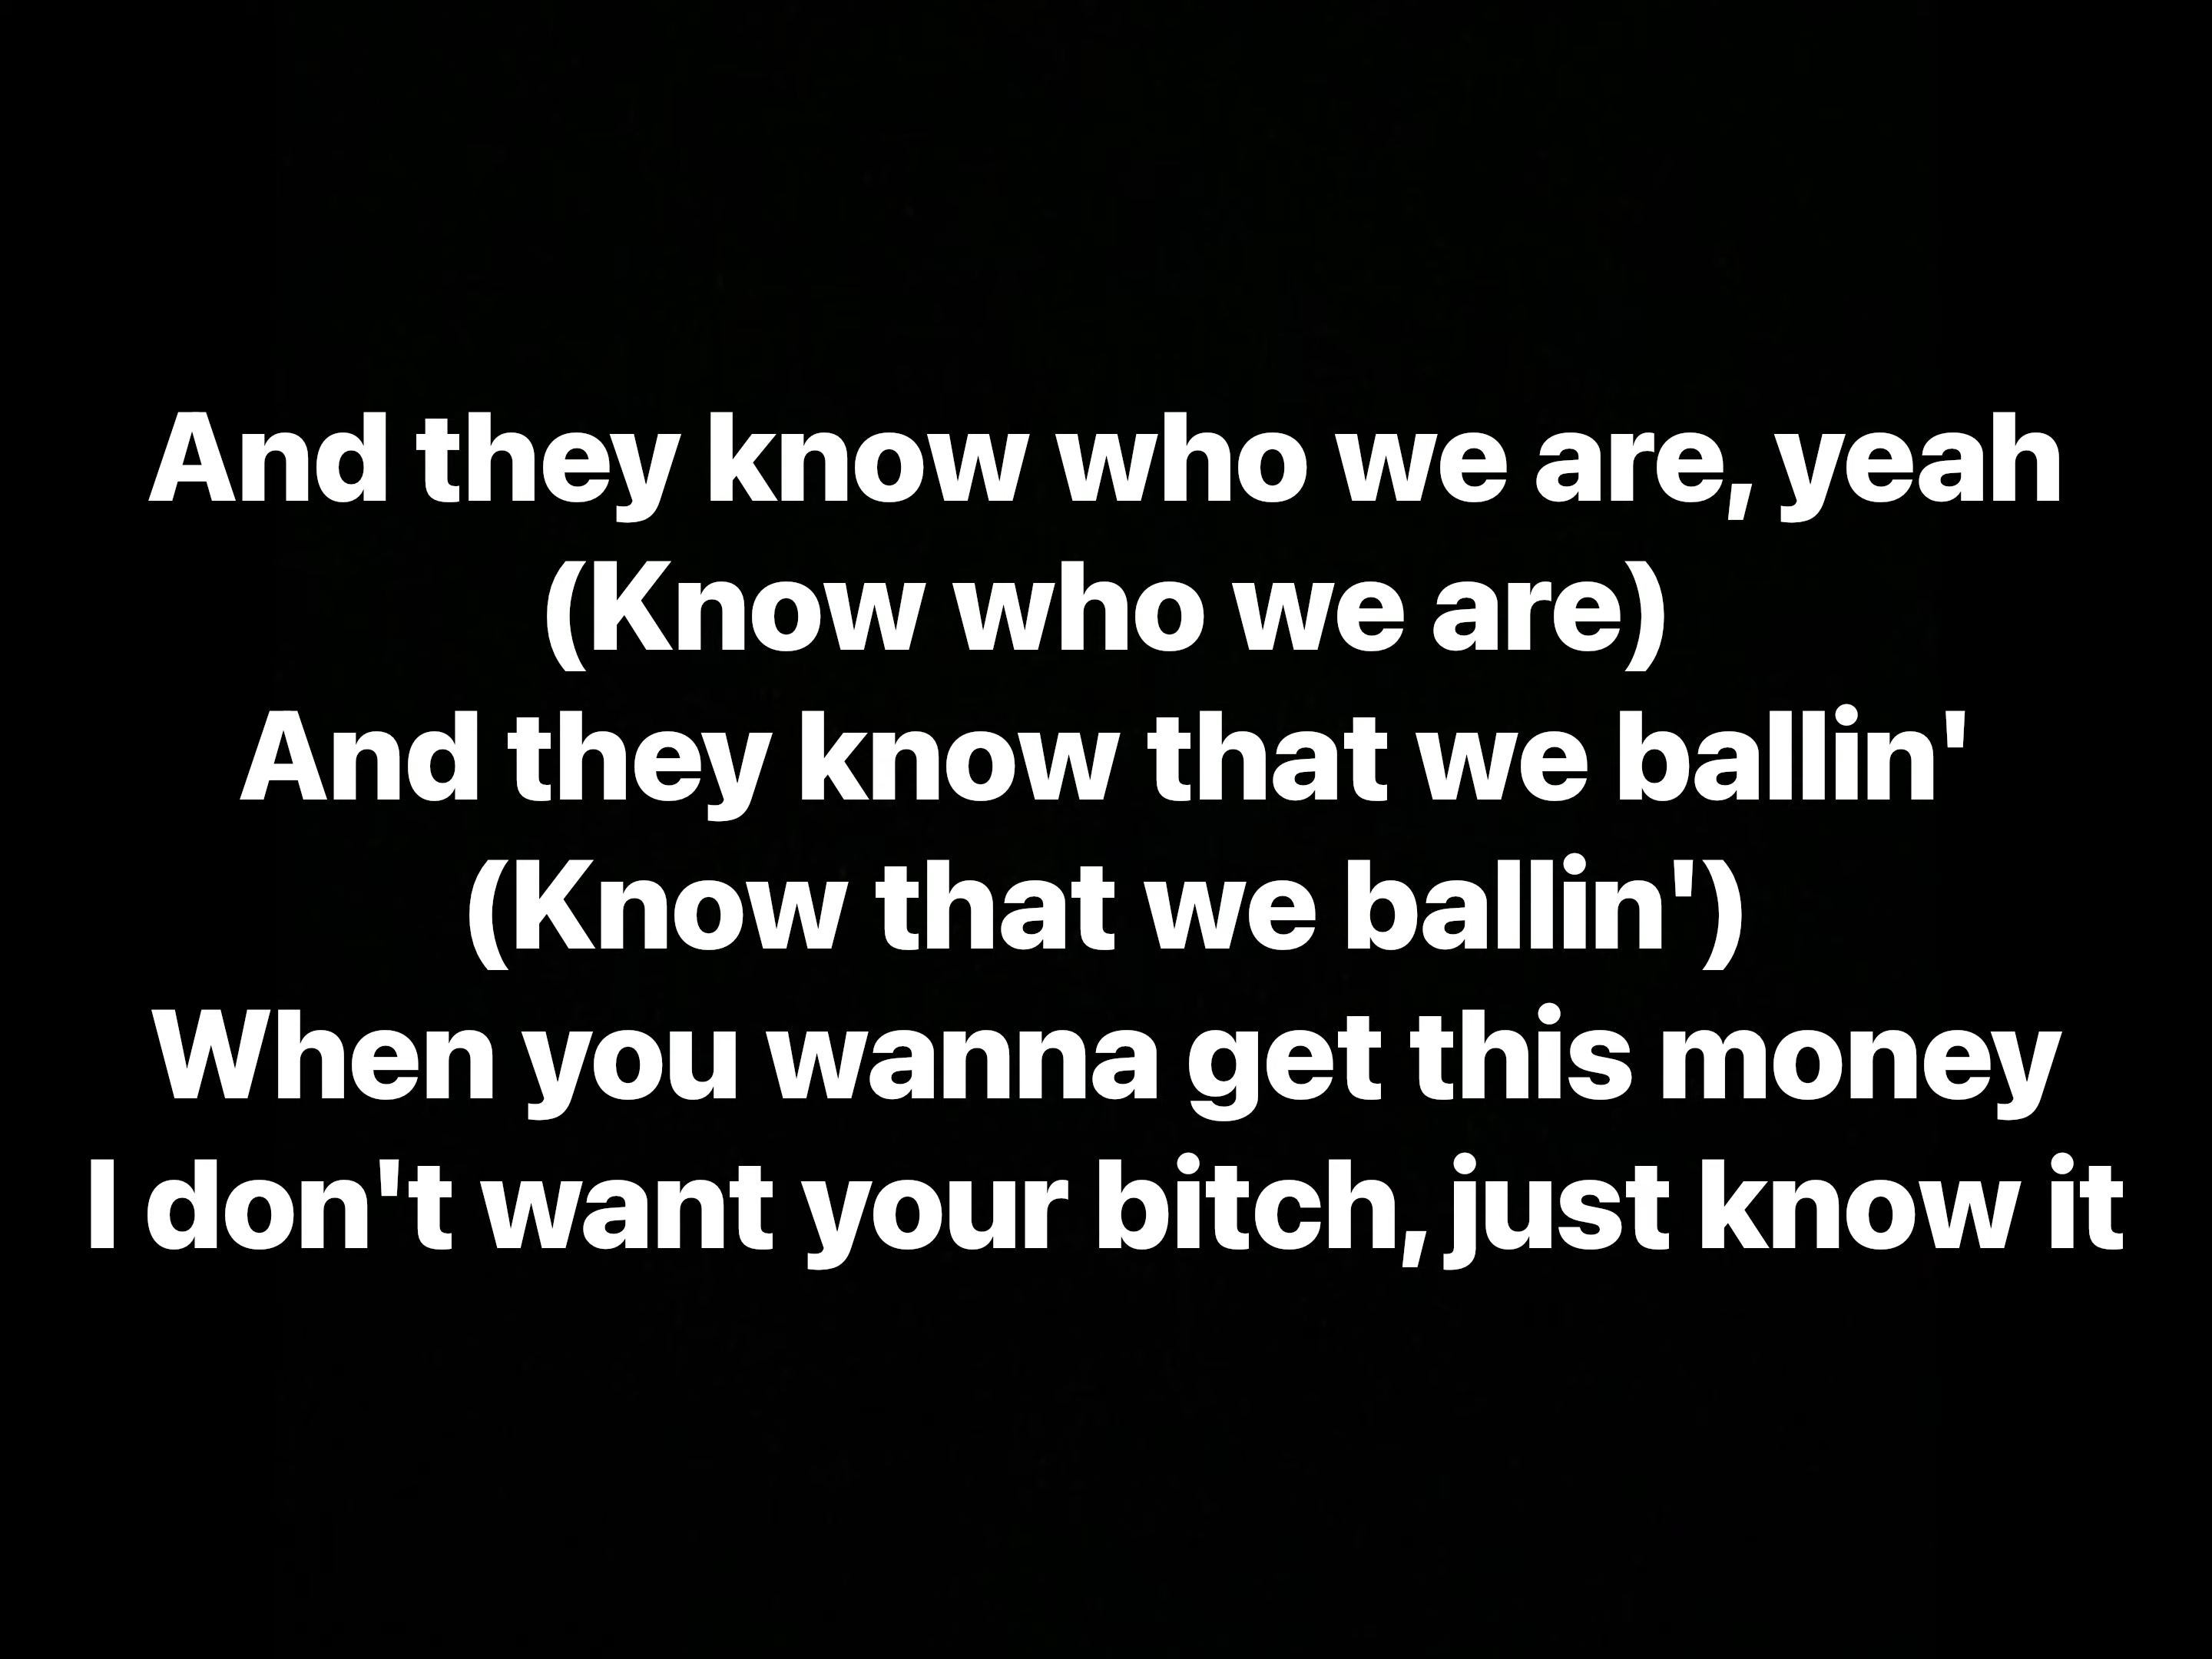 And they know who we are, yeah
(Know who we are)
And they know that we ballin'
(Know that we ballin')
When you wanna get this money
I don't want your bitch, just know it